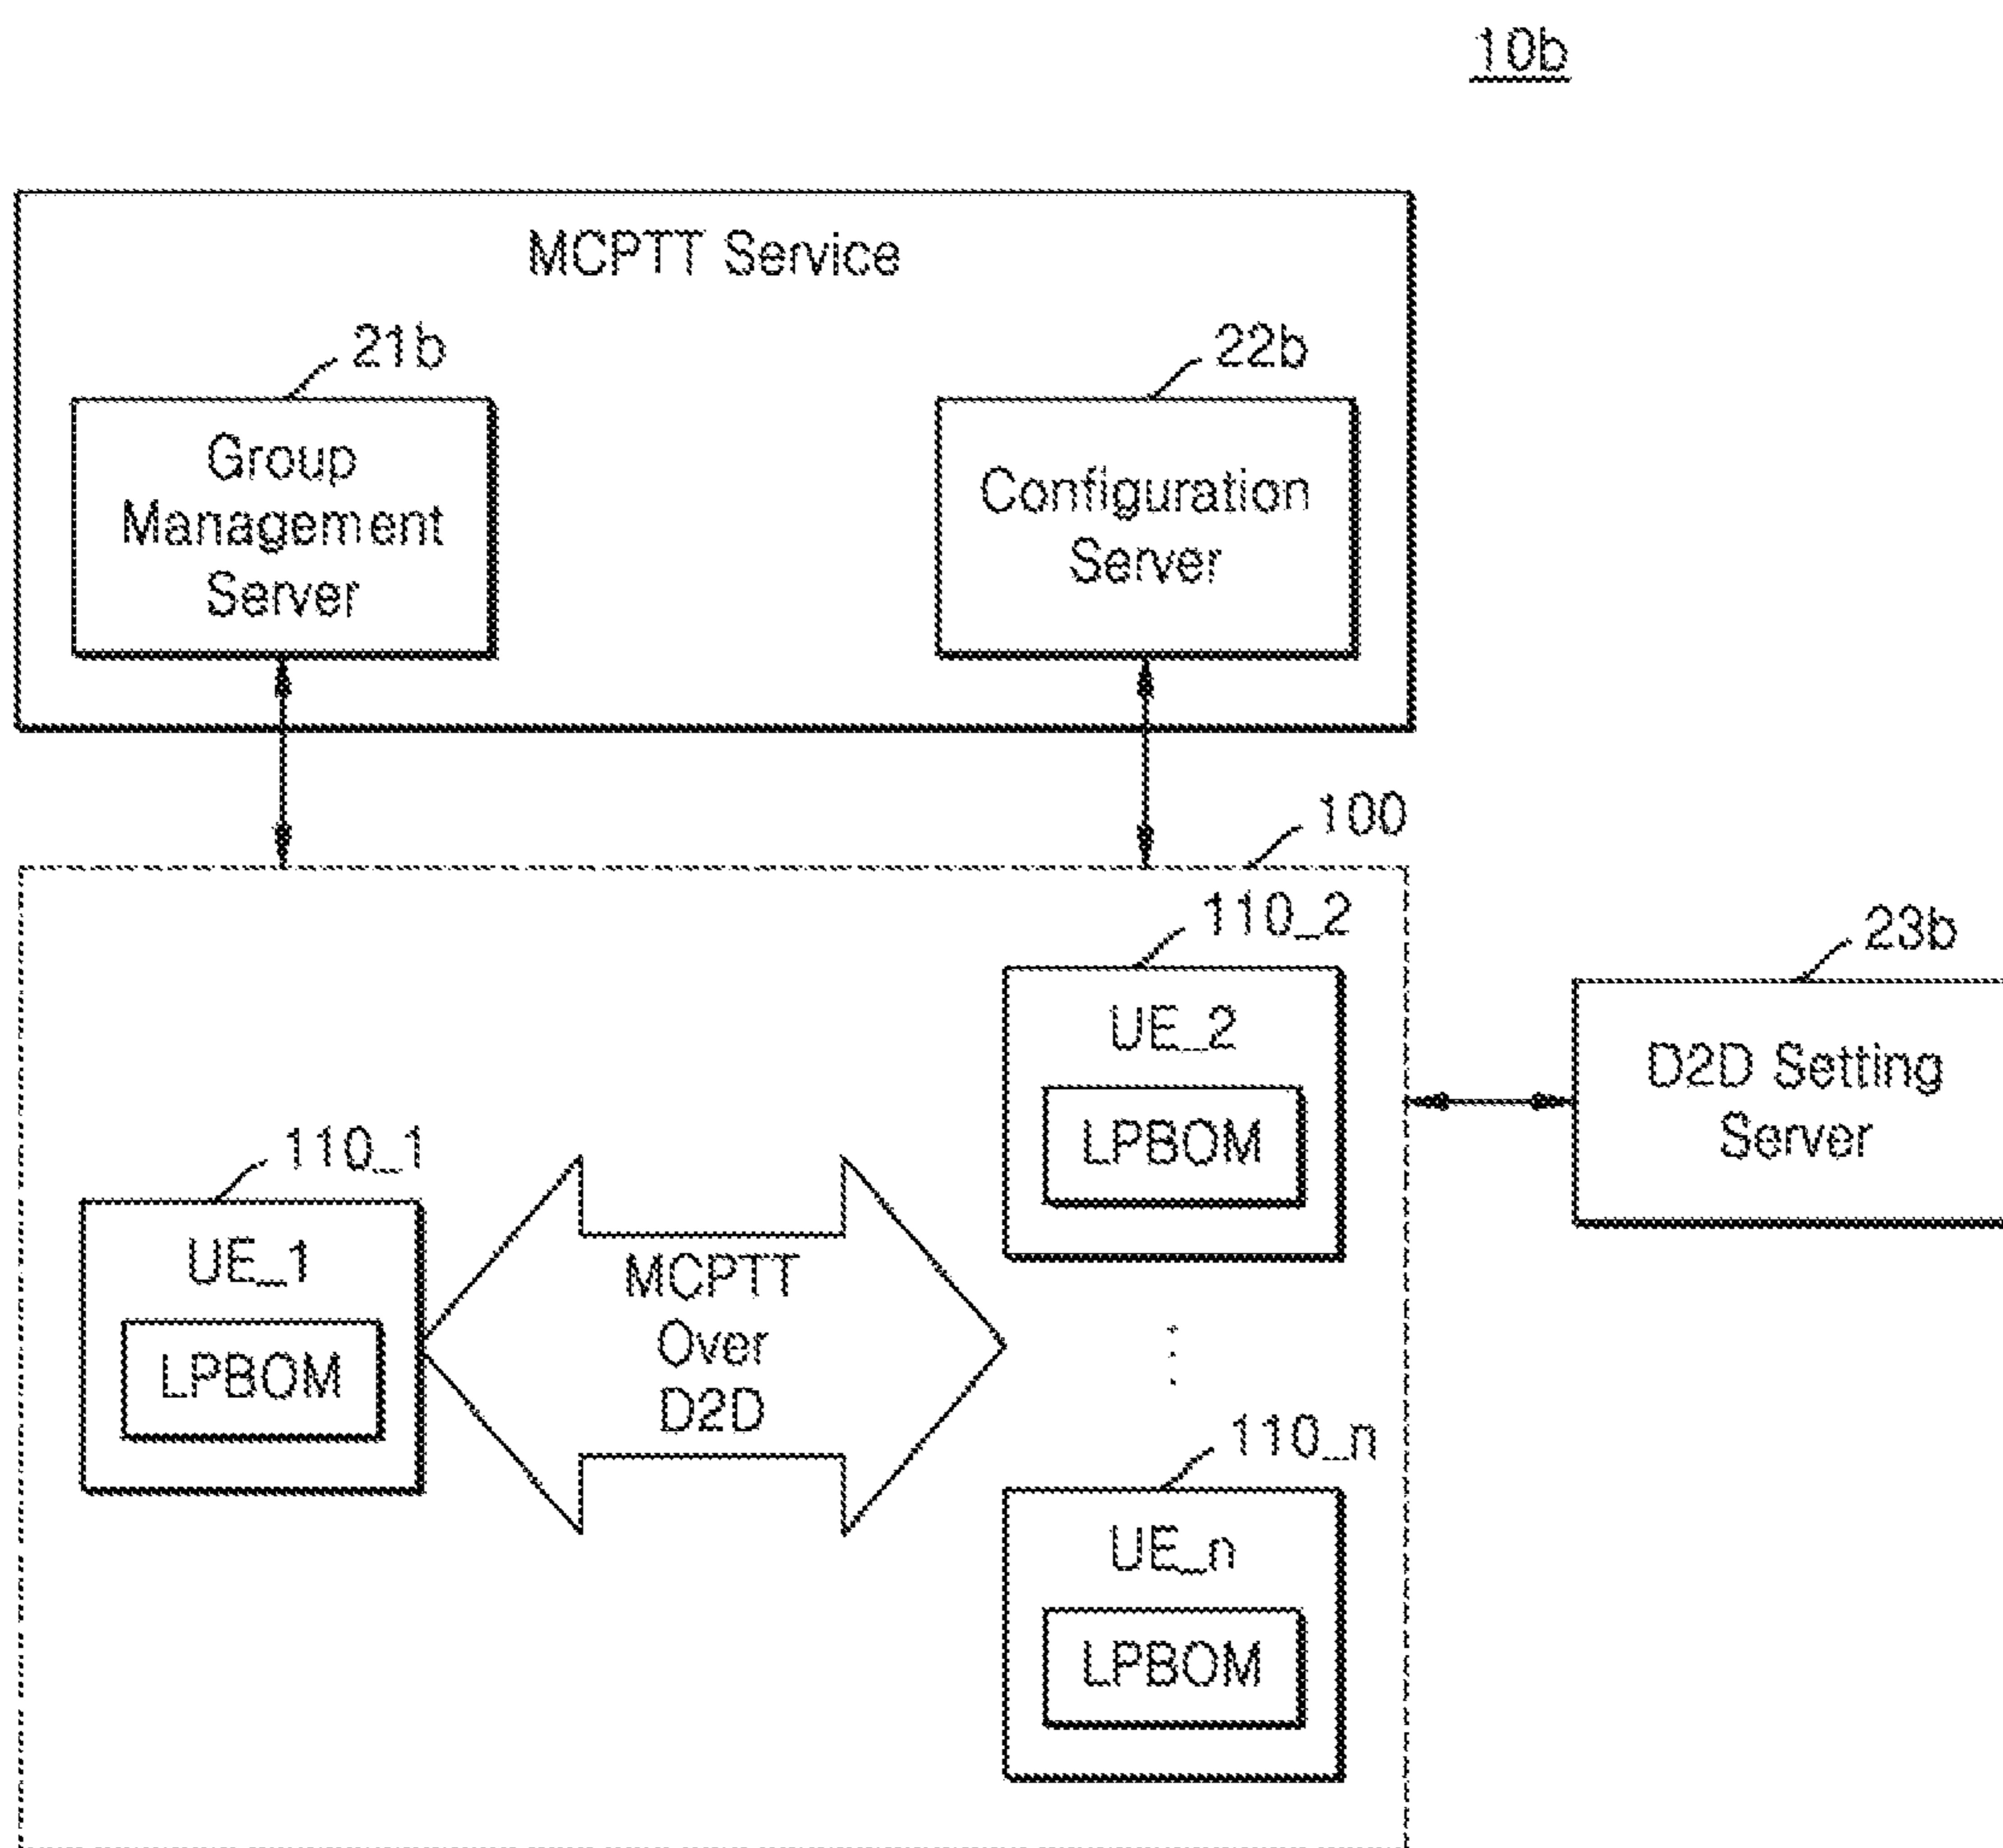 10b
MCPTT Service
21b
22b
Group
Management
Server
Configuration
Server
100
110_2
23b
UE_2
LPBOM
D2D Setting
Server
110_1
UE_1
LPBOM
MCPTT
Over
D2D
110_n
UE_n
LPBOM